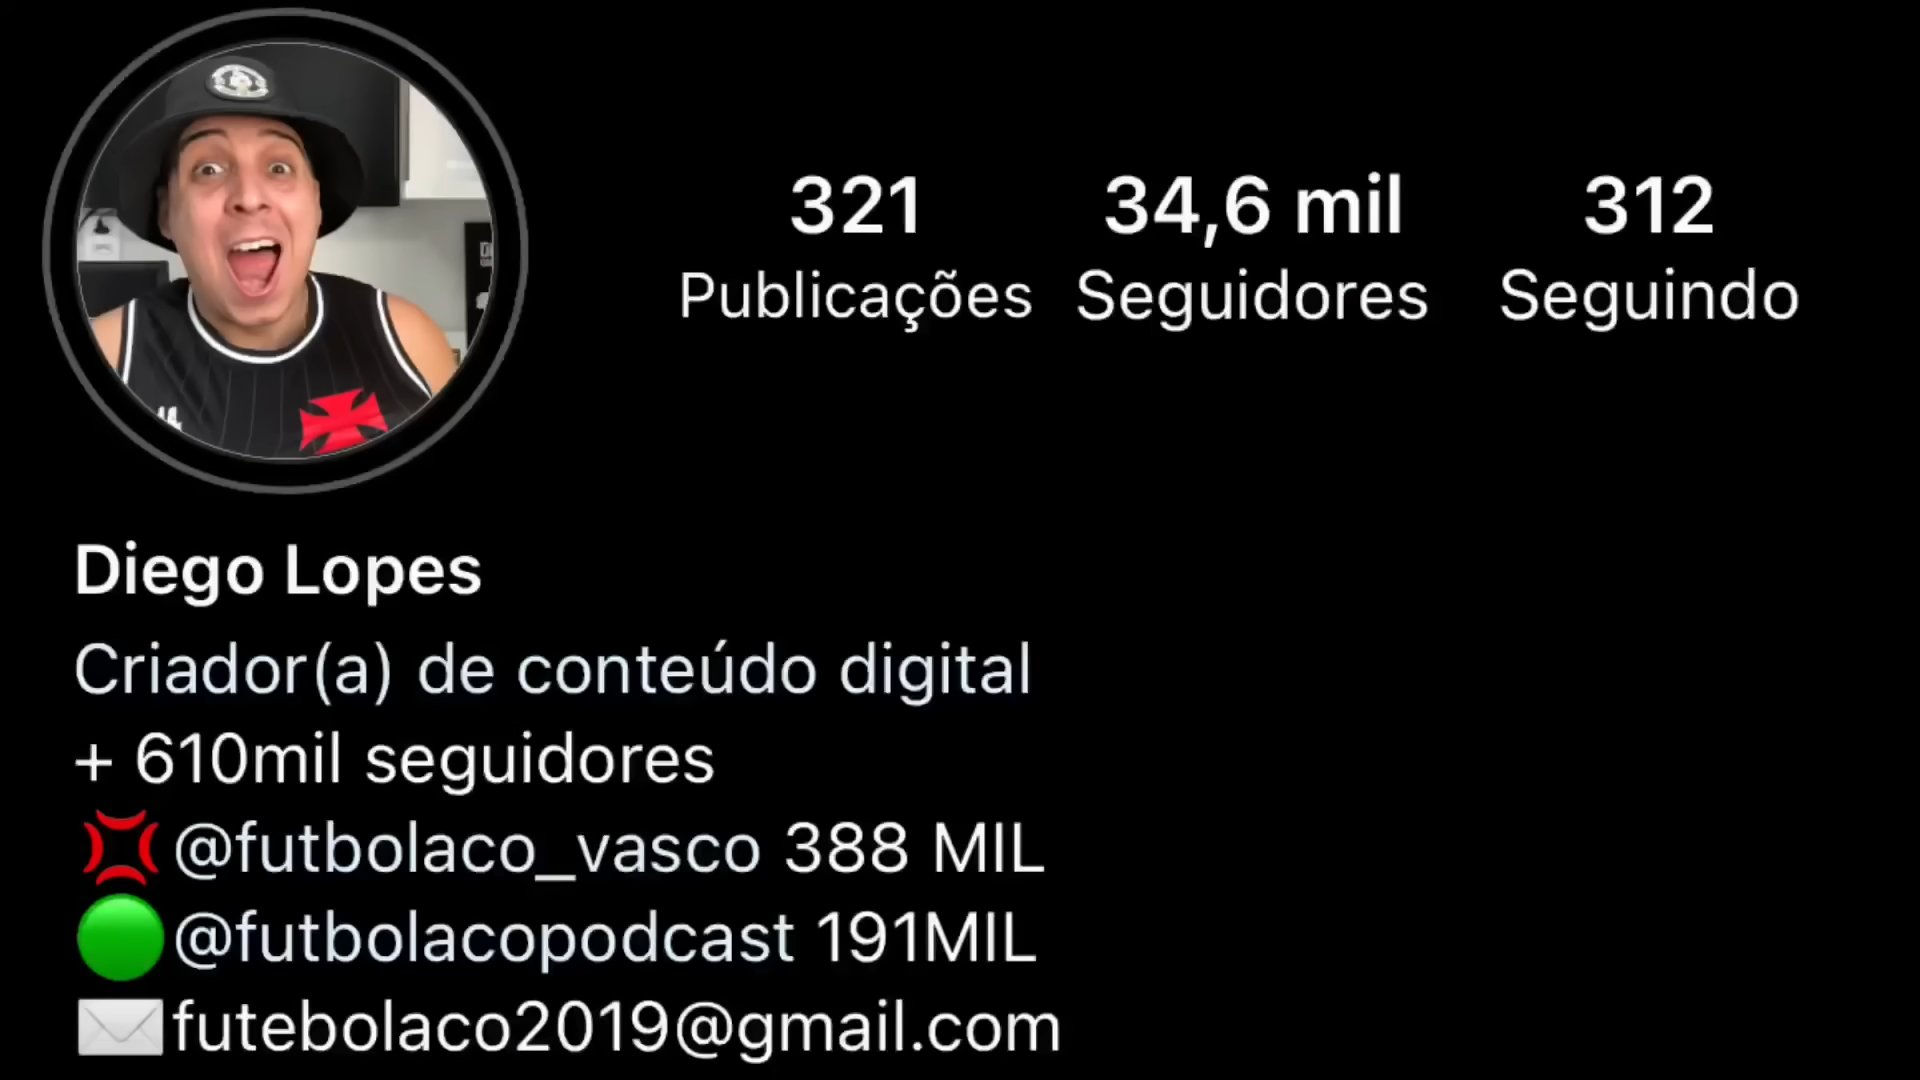 321 34,6 mil 312
Publicações Seguidores Seguindo
Diego Lopes
Criador(a) de conteúdo digital
+ 610mil seguidores
@futbolaco_vasco 388 MIL
@futbolacopodcast 191MIL
futebolaco2019@gmail.com